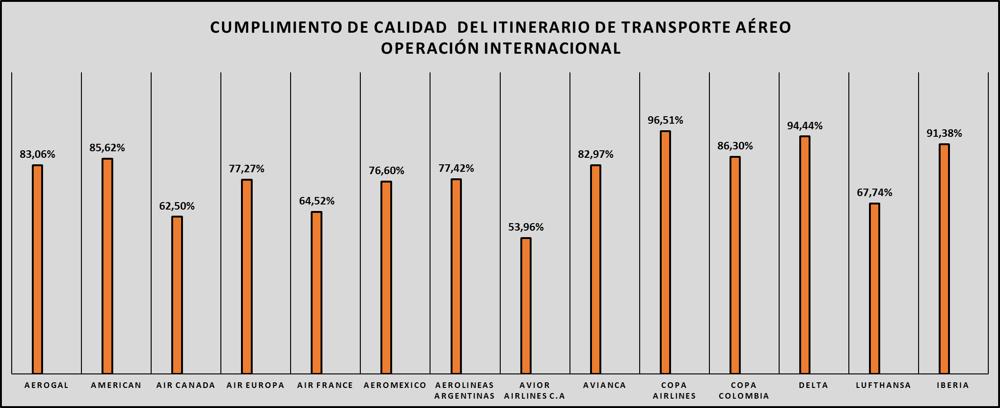 CUMPLIMIENTO DE CALIDAD  DEL ITINERARIO DE TRANSPORTE AÉREO
OPERACIÓN INTERNACIONAL
83,06%
85,62%
62,50%
77,27%
64,52%
76,60%
77,42%
53,96%
82,97%
96,51%
86,30%
94,44%
67,74%
91,38%
AEROGAL
AMERICAN
AIR CANADA
AIR EUROPA
AIR FRANCE
AEROMEXICO
AEROLINEAS
ARGENTINAS
AVIOR
AIRLINES C.A
AVIANCA
COPA
AIRLINES
COPA
COLOMBIA
DELTA
LUFTHANSA
IBERIA